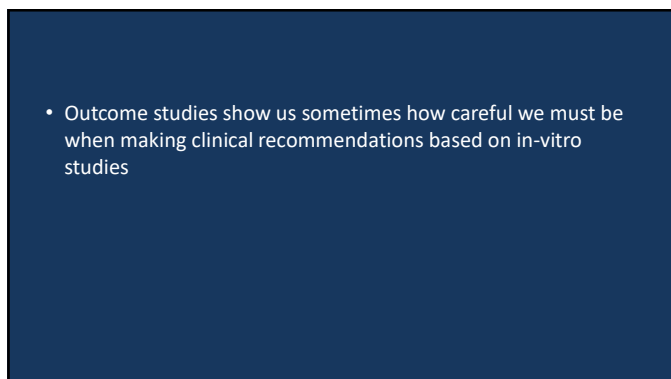 • Outcome studies show us sometimes how careful we must be
when making clinical recommendations based on in-vitro
studies